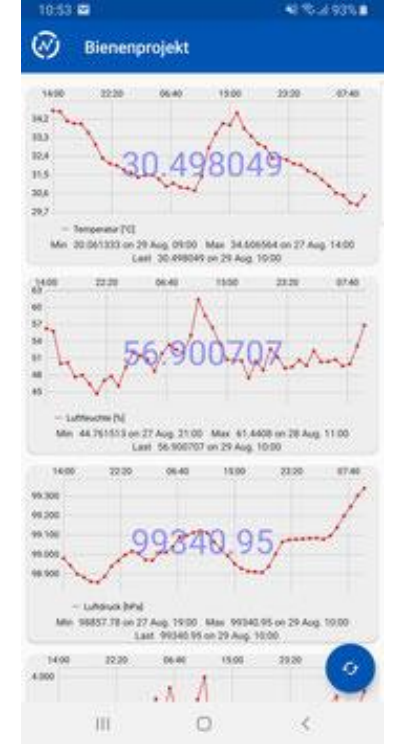 10:53 93%
Bienenprojekt
14:00 22:20 06:40 15:00 23:20 07:40
34,2
33,3
32,4
31,5
30,6
29,7
30.498049
Temperatur [°C]
Min 30.061333 on 29 Aug, 09:00 Max 34.606564 on 27 Aug, 14:00
Last 30.498049 on 29 Aug, 10:00
14:00 22:20 06:40 15:00 23:20 07:40
63
60
57
54
51
48
45
56.900707
Luftfeuchte [%]
Min 44.761513 on 27 Aug, 21:00 Max 61.4408 on 28 Aug, 11:00
Last 56.900707 on 29 Aug, 10:00
14:00 22:20 06:40 15:00 23:20 07:40
99.300
99.200
99.100
99.000
98.900
99340.95
Luftdruck [hPa]
Min 98857.78 on 27 Aug, 19:00 Max 99340.95 on 29 Aug, 10:00
Last 99340.95 on 29 Aug, 10:00
14:00 22:20 06:40 15:00 23:20
4.000